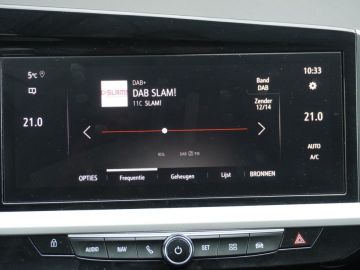 5°C
DAB+
DAB SLAM!
11C SLAM!
SLAM!
Band
DAB
Zender
12/14
10:33
21.0
21.0
AUTO
A/C
OPTIES
Frequentie
Geheugen
Lijst
BRONNEN
AUDIO
NAV
SET